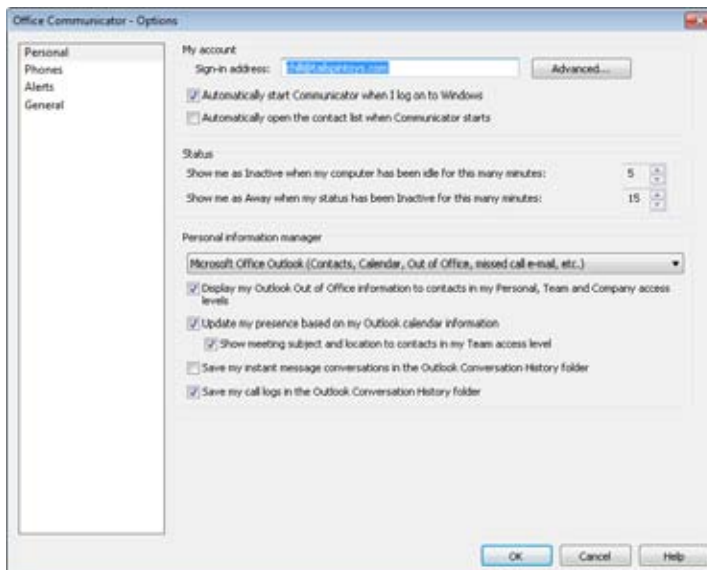 Office Communicator - Options
Personal
Phones
Alerts
General
My account
Sign-in address:
Advanced...
Automatically start Communicator when I log on to Windows
Automatically open the contact list when Communicator starts
Status
Show me as Inactive when my computer has been idle for this many minutes: 5
Show me as Away when my status has been Inactive for this many minutes: 15
Personal information manager
Microsoft Office Outlook (Contacts, Calendar, Out of Office, missed call e-mail, etc.)
Display my Outlook Out of Office information to contacts in my Personal, Team and Company access
levels
Update my presence based on my Outlook calendar information
Show meeting subject and location to contacts in my Team access level
Save my instant message conversations in the Outlook Conversation History folder
Save my call logs in the Outlook Conversation History folder
OK Cancel Help